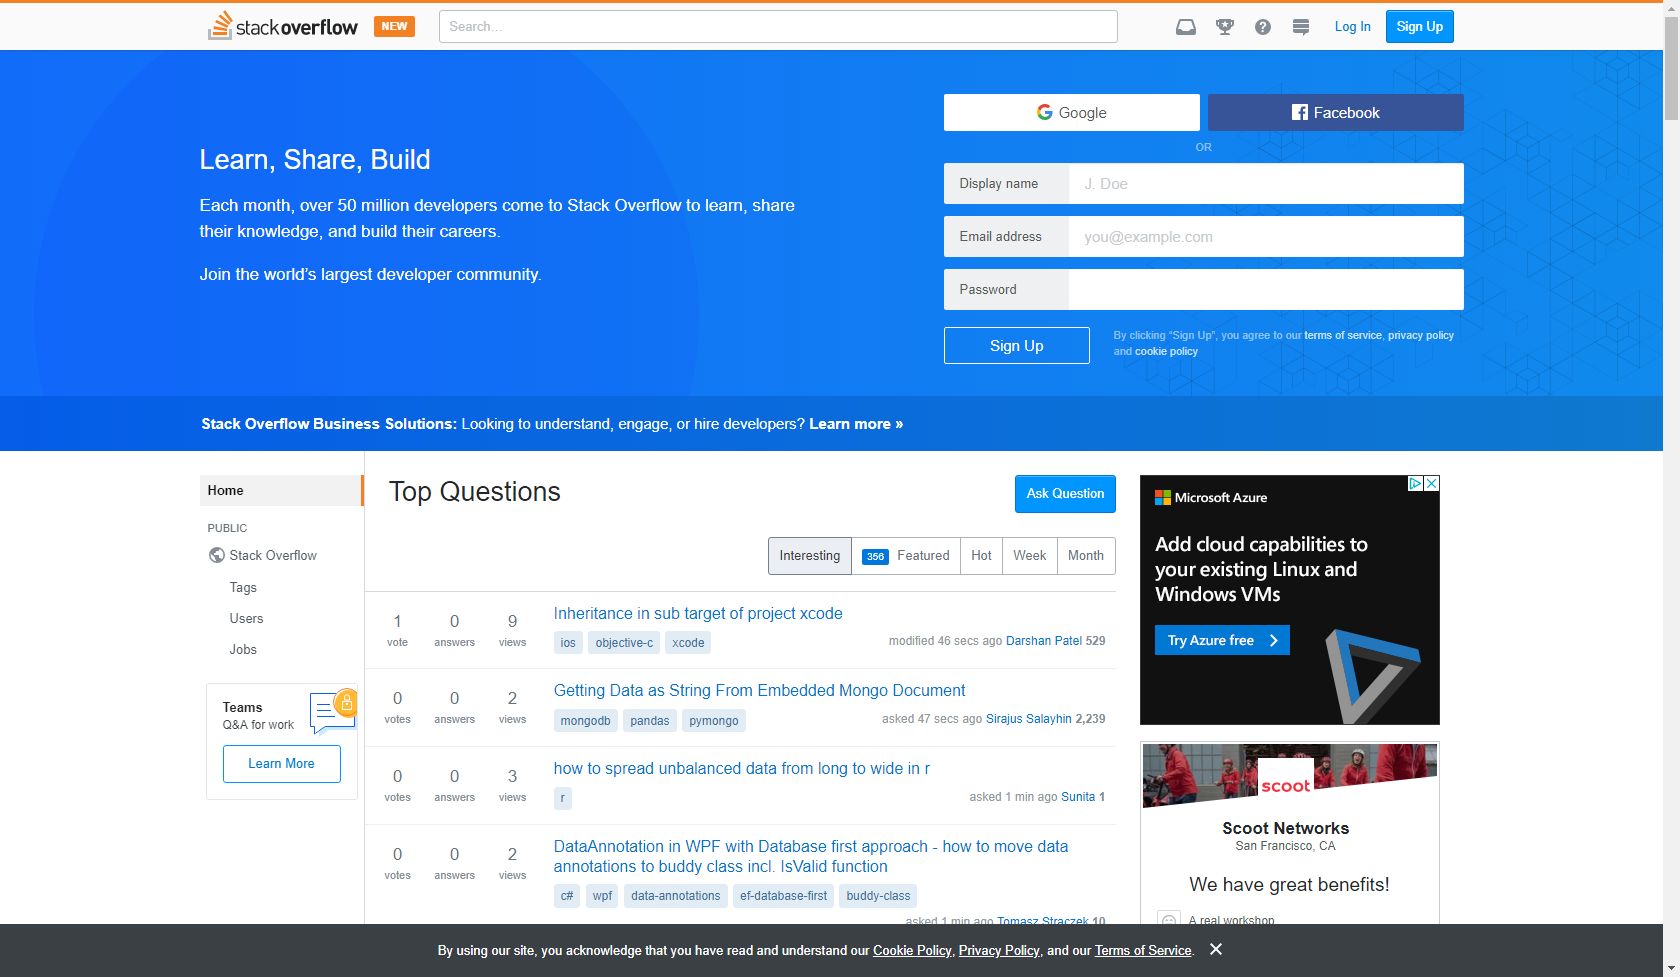 stackoverflow NEW Search... Log In Sign Up
Google Facebook
OR
Learn, Share, Build
Each month, over 50 million developers come to Stack Overflow to learn, share
their knowledge, and build their careers.
Join the world's largest developer community.
Display name J. Doe
Email address you@example.com
Password
Sign Up
By clicking "Sign Up", you agree to our terms of service, privacy policy
and cookie policy
Stack Overflow Business Solutions: Looking to understand, engage, or hire developers? Learn more »
Home
PUBLIC
Stack Overflow
Tags
Users
Jobs
Teams
Q&A for work
Learn More
Top Questions
Ask Question
Interesting 356 Featured Hot Week Month
1 vote 0 answers 9 views
Inheritance in sub target of project xcode
ios objective-c xcode
modified 46 secs ago Darshan Patel 529
0 votes 0 answers 2 views
Getting Data as String From Embedded Mongo Document
mongodb pandas pymongo
asked 47 secs ago Sirajus Salayhin 2,239
0 votes 0 answers 3 views
how to spread unbalanced data from long to wide in r
r
asked 1 min ago Sunita 1
0 votes 0 answers 2 views
DataAnnotation in WPF with Database first approach - how to move data
annotations to buddy class incl. IsValid function
c# wpf data-annotations ef-database-first buddy-class
asked 1 min ago Tomasz Straczek 10
Microsoft Azure
Add cloud capabilities to
your existing Linux and
Windows VMs
Try Azure free
scoot
Scoot Networks
San Francisco, CA
We have great benefits!
A real workshop
By using our site, you acknowledge that you have read and understand our Cookie Policy, Privacy Policy, and our Terms of Service.